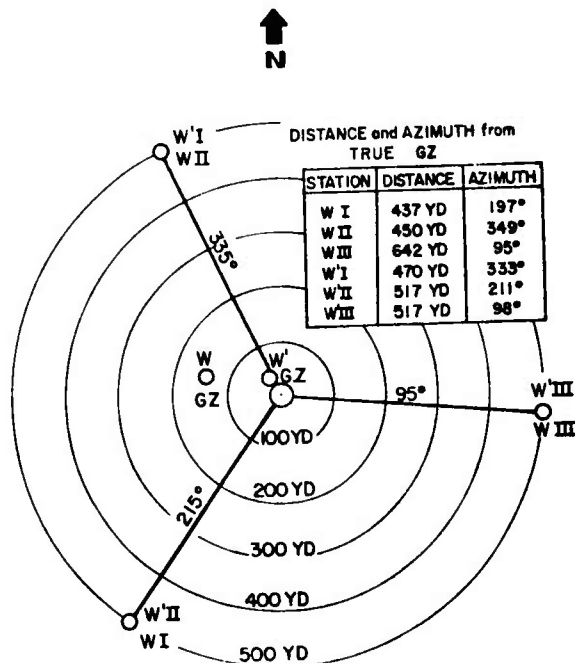 N
W'I
WII
DISTANCE and AZIMUTH from
TRUE GZ
STATION DISTANCE AZIMUTH
W I 437 YD 197°
W II 450 YD 349°
W III 642 YD 95°
W'I 470 YD 333°
W'II 517 YD 211°
W'III 517 YD 98°
335°
W
GZ
W'
GZ
95°
W'III
WIII
100 YD
200 YD
215°
300 YD
400 YD
W'II
WI
500 YD